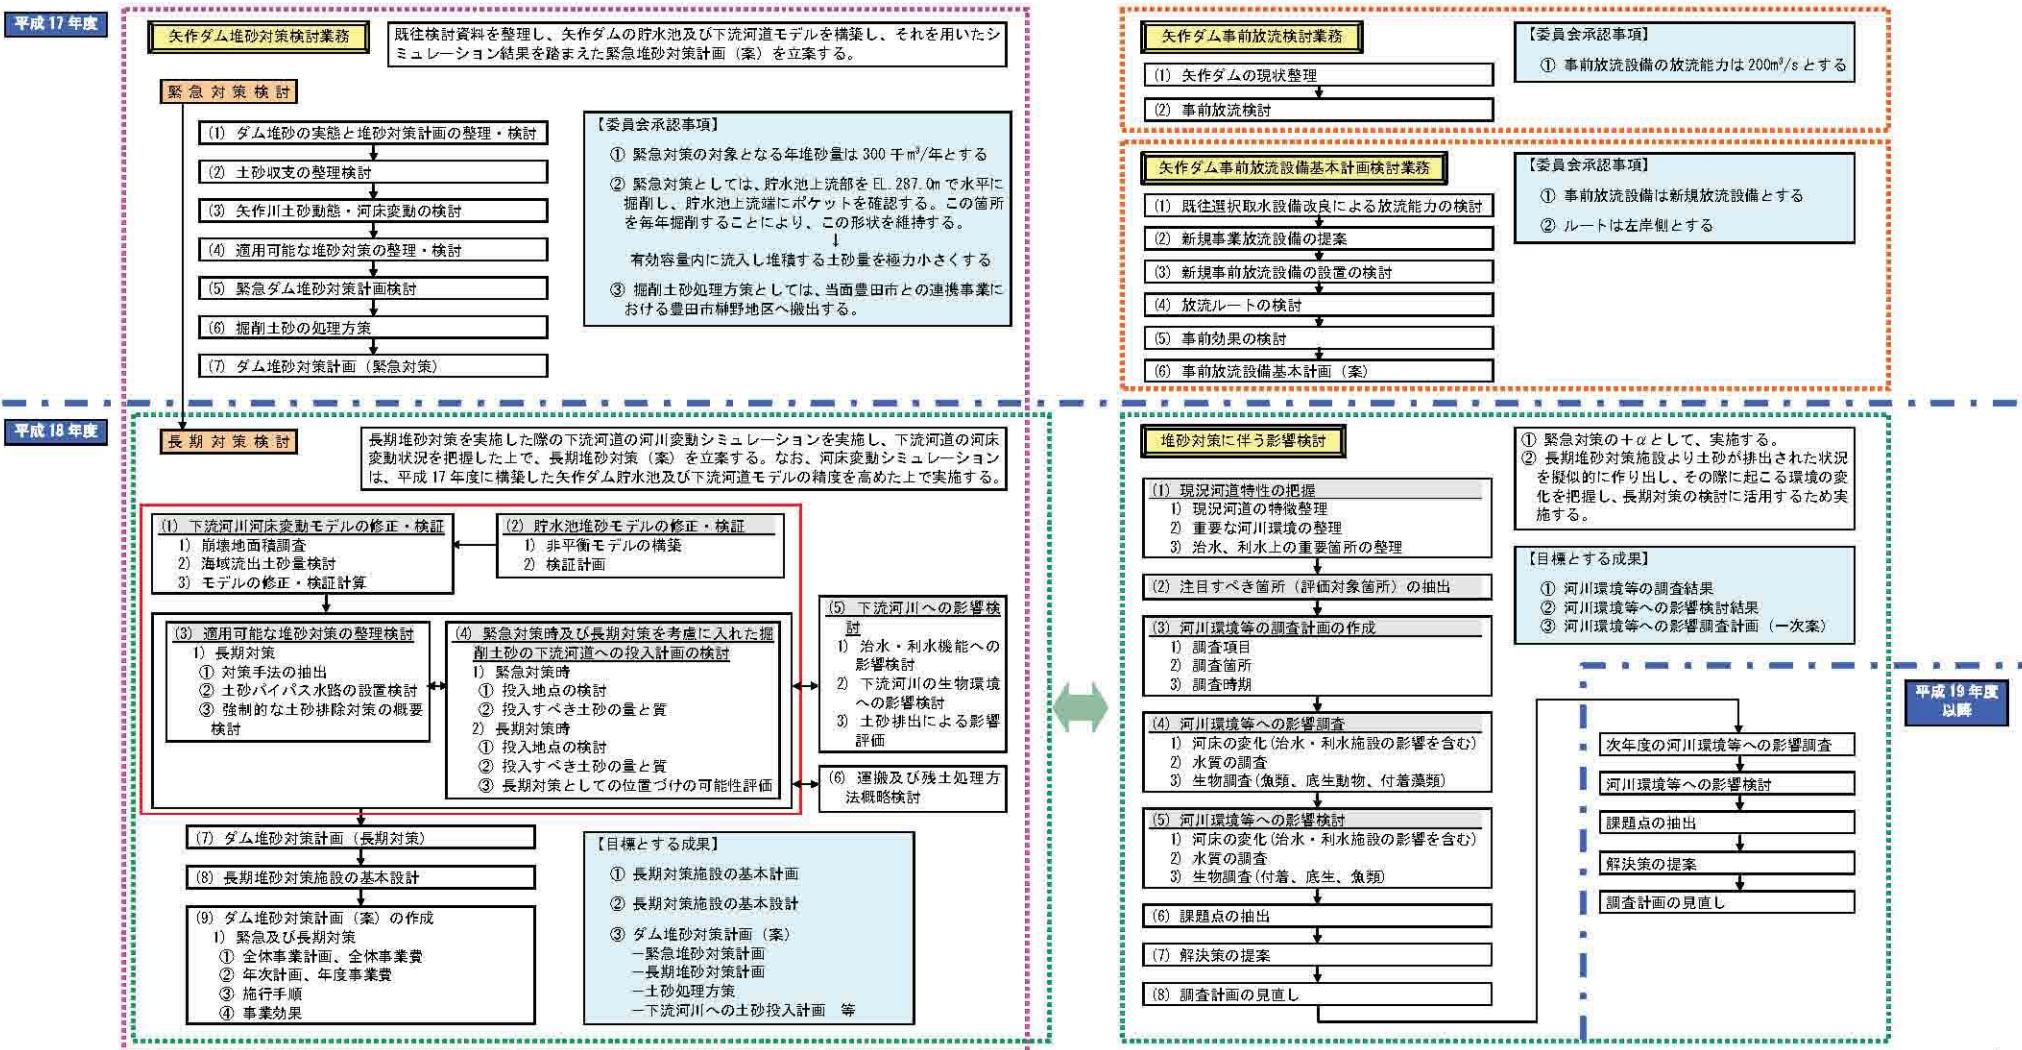 平成17年度
矢作ダム堆砂対策検討業務
既往検討資料を整理し、矢作ダムの貯水池及び下流河道モデルを構築し、それを用いたシ
ミュレーション結果を踏まえた緊急堆砂対策計画（案）を立案する。
緊急対策検討
(1) ダム堆砂の実態と堆砂対策計画の整理・検討
(2) 土砂収支の整理検討
(3) 矢作川土砂動態・河床変動の検討
(4) 適用可能な堆砂対策の整理・検討
(5) 緊急ダム堆砂対策計画検討
(6) 掘削土砂の処理方策
(7) ダム堆砂対策計画（緊急対策）
【委員会承認事項】
① 緊急対策の対象となる年堆砂量は300千m³/年とする
② 緊急対策としては、貯水池上流部をEL.287.0mで水平に
掘削し、貯水池上流端にポケットを確認する。この箇所
を毎年掘削することにより、この形状を維持する。
↓
有効容量内に流入し堆積する土砂量を極力小さくする
③ 掘削土砂処理方策としては、当面豊田市との連携事業に
おける豊田市榊野地区へ搬出する。
矢作ダム事前放流検討業務
(1) 矢作ダムの現状整理
(2) 事前放流検討
【委員会承認事項】
① 事前放流設備の放流能力は200m³/sとする
矢作ダム事前放流設備基本計画検討業務
(1) 既往選択取水設備改良による放流能力の検討
(2) 新規事業放流設備の提案
(3) 新規事前放流設備の設置の検討
(4) 放流ルートの検討
(5) 事前効果の検討
(6) 事前放流設備基本計画（案）
【委員会承認事項】
① 事前放流設備は新規放流設備とする
② ルートは左岸側とする
平成18年度
長期対策検討
長期堆砂対策を実施した際の下流河道の河川変動シミュレーションを実施し、下流河道の河床
変動状況を把握した上で、長期堆砂対策（案）を立案する。なお、河床変動シミュレーション
は、平成17年度に構築した矢作ダム貯水池及び下流河道モデルの精度を高めた上で実施する。
(1) 下流河川河床変動モデルの修正・検証
1) 崩壊地面積調査
2) 海域流出土砂量検討
3) モデルの修正・検証計算
(2) 貯水池堆砂モデルの修正・検証
1) 非平衡モデルの構築
2) 検証計画
(3) 適用可能な堆砂対策の整理検討
1) 長期対策
① 対策手法の抽出
② 土砂バイパス水路の設置検討
③ 強制的な土砂排除対策の概要
検討
(4) 緊急対策時及び長期対策を考慮に入れた掘
削土砂の下流河道への投入計画の検討
1) 緊急対策時
① 投入地点の検討
② 投入すべき土砂の量と質
2) 長期対策時
① 投入地点の検討
② 投入すべき土砂の量と質
③ 長期対策としての位置づけの可能性評価
(5) 下流河川への影響検
討
1) 治水・利水機能への
影響検討
2) 下流河川の生物環境
への影響検討
3) 土砂排出による影響
評価
(6) 運搬及び残土処理方
法概略検討
(7) ダム堆砂対策計画（長期対策）
(8) 長期堆砂対策施設の基本設計
(9) ダム堆砂対策計画（案）の作成
1) 緊急及び長期対策
① 全体事業計画、全体事業費
② 年次計画、年度事業費
③ 施行手順
④ 事業効果
【目標とする成果】
① 長期対策施設の基本計画
② 長期対策施設の基本設計
③ ダム堆砂対策計画（案）
－緊急堆砂対策計画
－長期堆砂対策計画
－土砂処理方策
－下流河川への土砂投入計画 等
堆砂対策に伴う影響検討
① 緊急対策の＋αとして、実施する。
② 長期堆砂対策施設より土砂が排出された状況
を擬似的に作り出し、その際に起こる環境の変
化を把握し、長期対策の検討に活用するため実
施する。
(1) 現況河道特性の把握
1) 現況河道の特徴整理
2) 重要な河川環境の整理
3) 治水、利水上の重要箇所の整理
(2) 注目すべき箇所（評価対象箇所）の抽出
(3) 河川環境等の調査計画の作成
1) 調査項目
2) 調査箇所
3) 調査時期
(4) 河川環境等への影響調査
1) 河床の変化(治水・利水施設の影響を含む)
2) 水質の調査
3) 生物調査(魚類、底生動物、付着藻類)
(5) 河川環境等への影響検討
1) 河床の変化(治水・利水施設の影響を含む)
2) 水質の調査
3) 生物調査(付着、底生、魚類)
(6) 課題点の抽出
(7) 解決策の提案
(8) 調査計画の見直し
【目標とする成果】
① 河川環境等の調査結果
② 河川環境等への影響検討結果
③ 河川環境等への影響調査計画（一次案）
平成19年度
以降
次年度の河川環境等への影響調査
河川環境等への影響検討
課題点の抽出
解決策の提案
調査計画の見直し